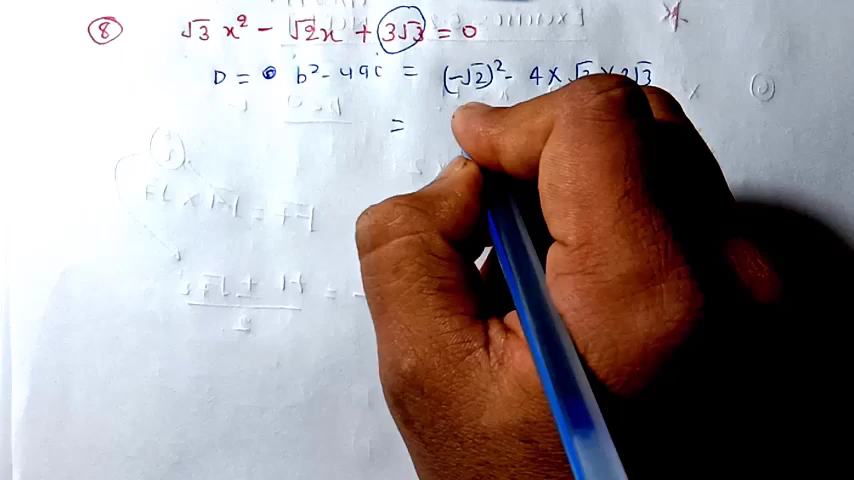 ⑧ √3 x² - √2x + 3√3 = 0
D = b² - 4ac = (-√2)² - 4 × √3 × 3√3
=